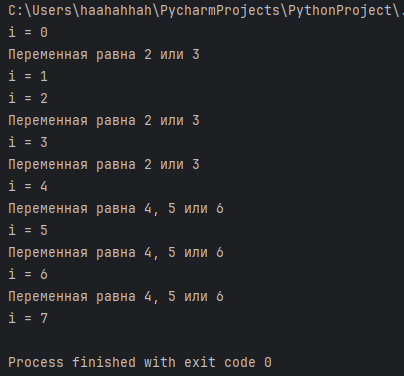 C:\Users\haahahhah\PycharmProjects\PythonProject\.
i = 0
Переменная равна 2 или 3
i = 1
i = 2
Переменная равна 2 или 3
i = 3
Переменная равна 2 или 3
i = 4
Переменная равна 4, 5 или 6
i = 5
Переменная равна 4, 5 или 6
i = 6
Переменная равна 4, 5 или 6
i = 7
Process finished with exit code 0